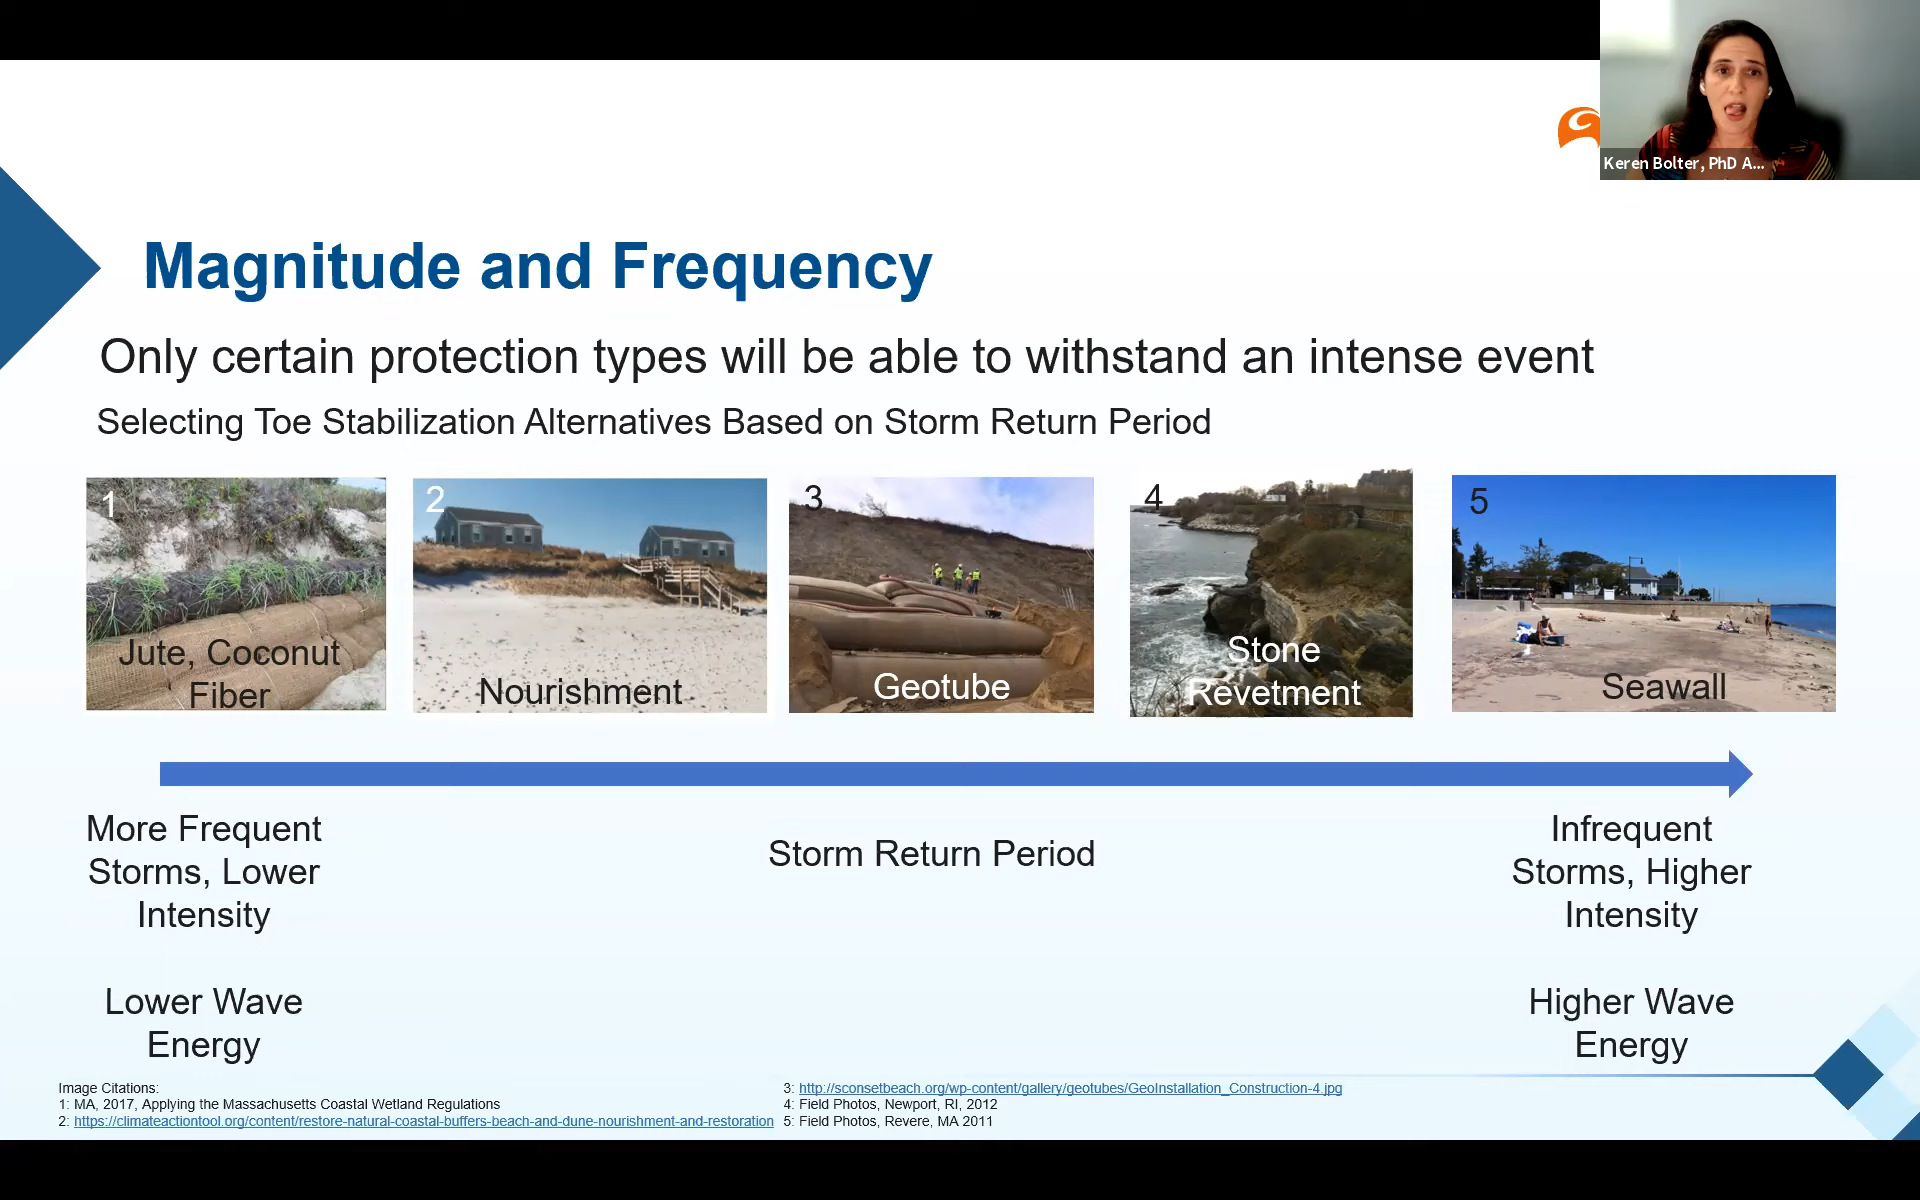 Keren Bolter, PhD A...
Magnitude and Frequency
Only certain protection types will be able to withstand an intense event
Selecting Toe Stabilization Alternatives Based on Storm Return Period
1
Jute, Coconut
Fiber
2
Nourishment
3
Geotube
4
Stone
Revetment
5
Seawall
More Frequent
Storms, Lower
Intensity
Storm Return Period
Infrequent
Storms, Higher
Intensity
Lower Wave
Energy
Higher Wave
Energy
Image Citations:
1: MA, 2017, Applying the Massachusetts Coastal Wetland Regulations
2: https://climateactiontool.org/content/restore-natural-coastal-buffers-beach-and-dune-nourishment-and-restoration
3: http://sconsetbeach.org/wp-content/gallery/geotubes/GeoInstallation_Construction-4.jpg
4: Field Photos, Newport, RI, 2012
5: Field Photos, Revere, MA 2011